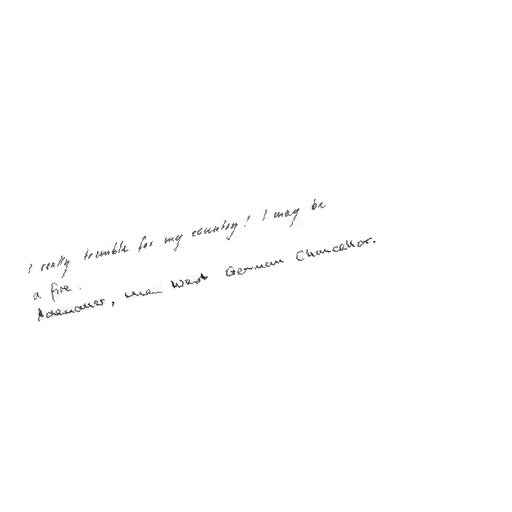 I really tremble for my country! I may be
a fire.
Adenauer, then West German Chancellor.